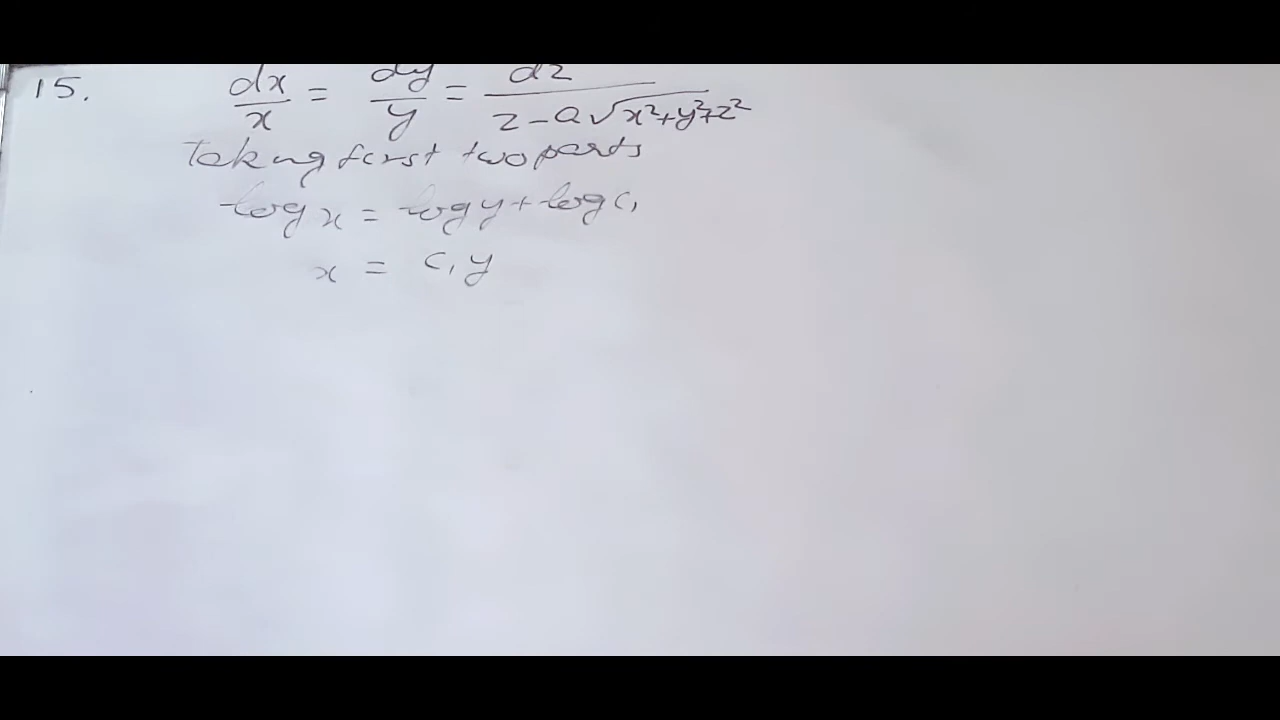 15. dx/x = dy/y = dz/(z-a√(x²+y²+z²))
Taking first two parts
log x = log y + log c₁
x = c₁y